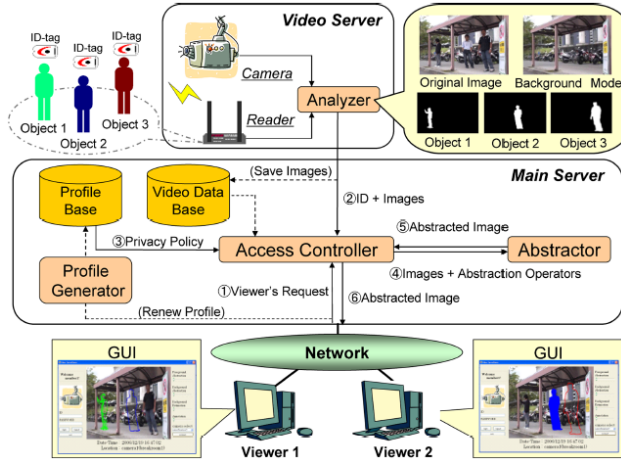 Video Server
ID-tag
ID-tag
ID-tag
Camera
Reader
Analyzer
Object 1
Object 2
Object 3
Original Image
Background Mode
Object 1
Object 2
Object 3
Main Server
Profile
Base
Video Data
Base
(Save Images)
②ID + Images
③Privacy Policy
Access Controller
⑤Abstracted Image
Abstractor
④Images + Abstraction Operators
Profile
Generator
①Viewer's Request
(Renew Profile)
⑥Abstracted Image
Network
GUI
GUI
Viewer 1
Viewer 2